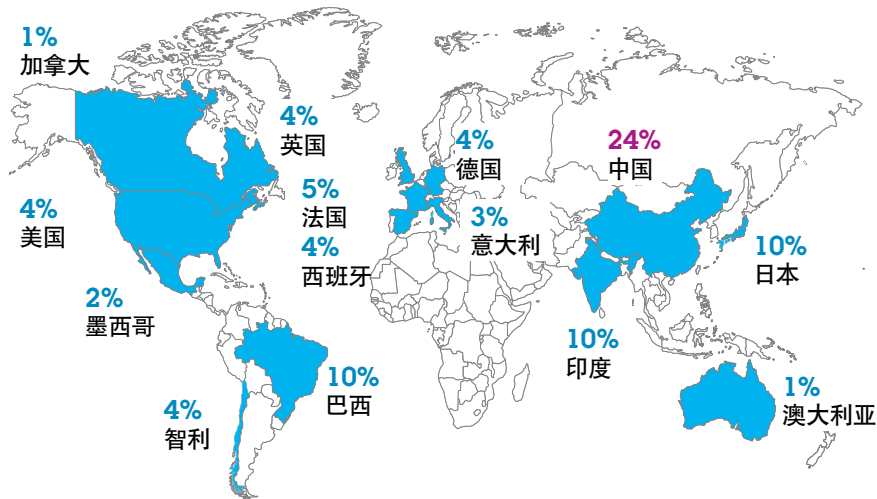 1%
加拿大
4%
英国
4%
德国
24%
中国
5%
法国
4%
美国
3%
意大利
4%
西班牙
10%
日本
2%
墨西哥
10%
印度
10%
巴西
1%
澳大利亚
4%
智利